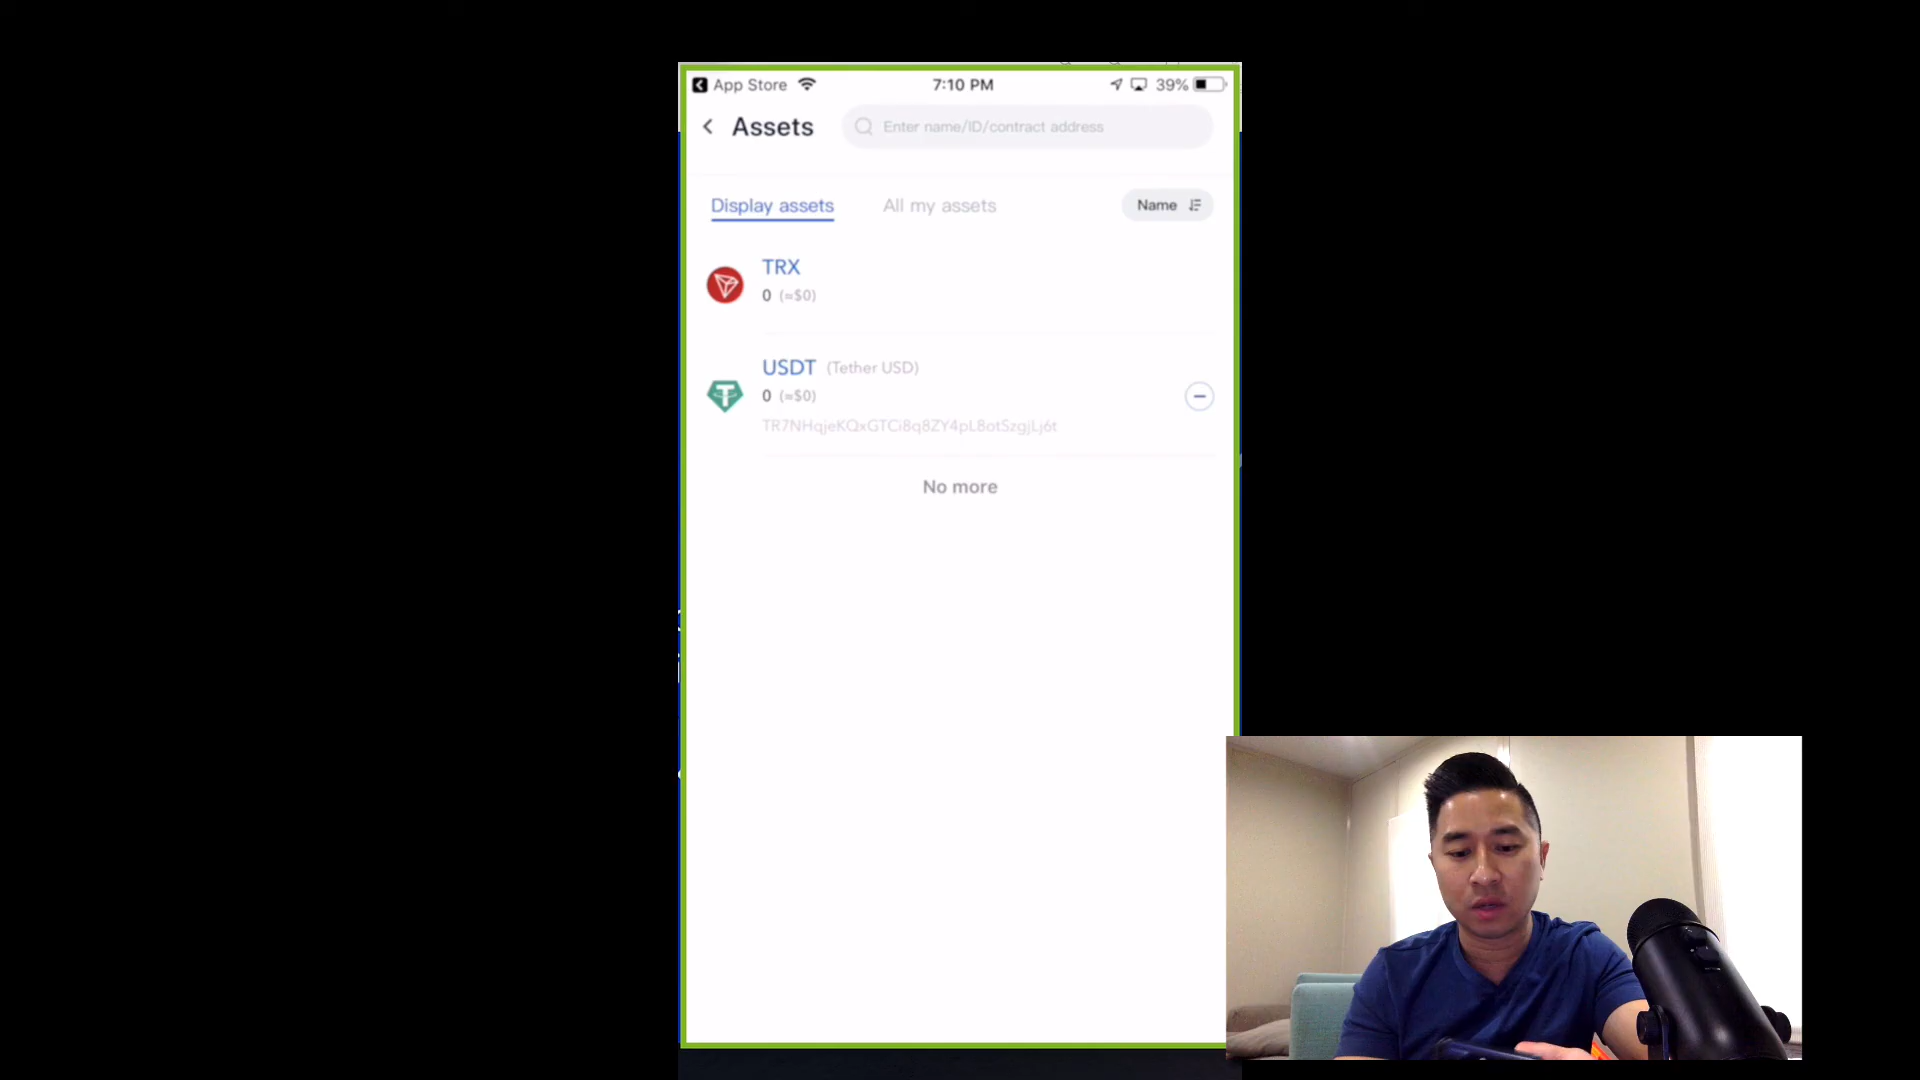 App Store 7:10 PM 39%
Assets Enter name/ID/contract address
Display assets All my assets Name
TRX
0 (≈$0)
USDT (Tether USD)
0 (≈$0)
TR7NHqjeKQxGTCi8q8ZY4pL8otSzgjLj6t
No more